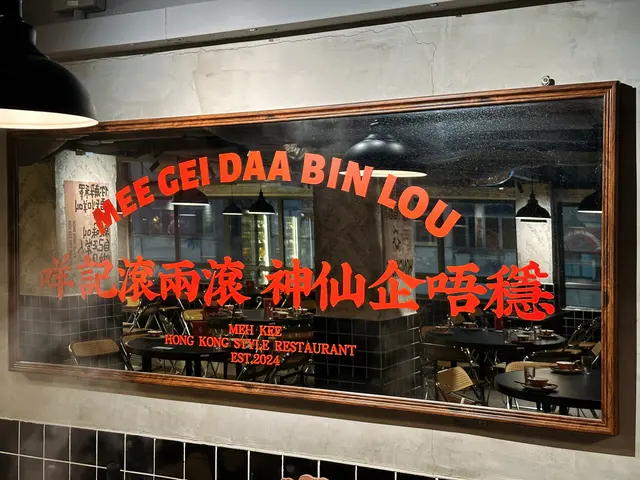 MEE GEI DAA BIN LOU
咩記滾兩滾 神仙企唔穩
MEH KEE
HONG KONG STYLE RESTAURANT
EST.2024